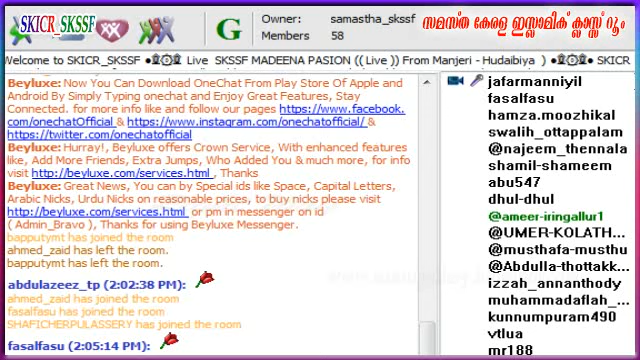 SKICR_SKSSF
G
Owner: samastha_skssf
Members 58
സമസ്ത കേരള ഇസ്ലാമിക് ക്ലാസ്സ് റൂം
Welcome to SKICR_SKSSF Live SKSSF MADEENA PASION (( Live )) From Manjeri - Hudaibiya ) SKICR
Beyluxe: Now You Can Download OneChat From Play Store Of Apple and
Android By Simply Typing onechat and Enjoy Great Features, Stay
Connected. for more info like and follow our pages https://www.facebook.
com/onechatOfficial & https://www.instagram.com/onechatofficial/ &
https://twitter.com/onechatofficial
Beyluxe: Hurray!, Beyluxe offers Crown Service, With enhanced features
like, Add More Friends, Extra Jumps, Who Added You & much more, for info
visit http://beyluxe.com/services.html , Thanks
Beyluxe: Great News, You can by Special ids like Space, Capital Letters,
Arabic Nicks, Urdu Nicks on reasonable prices, to buy nicks please visit
http://beyluxe.com/services.html or pm in messenger on id
( Admin_Bravo ), Thanks for using Beyluxe Messenger.
bapputymt has joined the room
ahmed_zaid has left the room.
bapputymt has left the room.
abdulazeez_tp (2:02:38 PM):
ahmed_zaid has joined the room
fasalfasu has joined the room
SHAFICHERPULASSERY has joined the room
fasalfasu (2:05:14 PM):
jafarmanniyil
fasalfasu
hamza.moozhikal
swalih_ottappalam
@najeem_thennala
shamil-shameem
abu547
dhul-dhul
@ameer-iringallur1
@UMER-KOLATH...
@musthafa-musthu
@Abdulla-thottakk...
izzah_annanthody
muhammadaflah_...
kunnumpuram490
vtlua
mr188